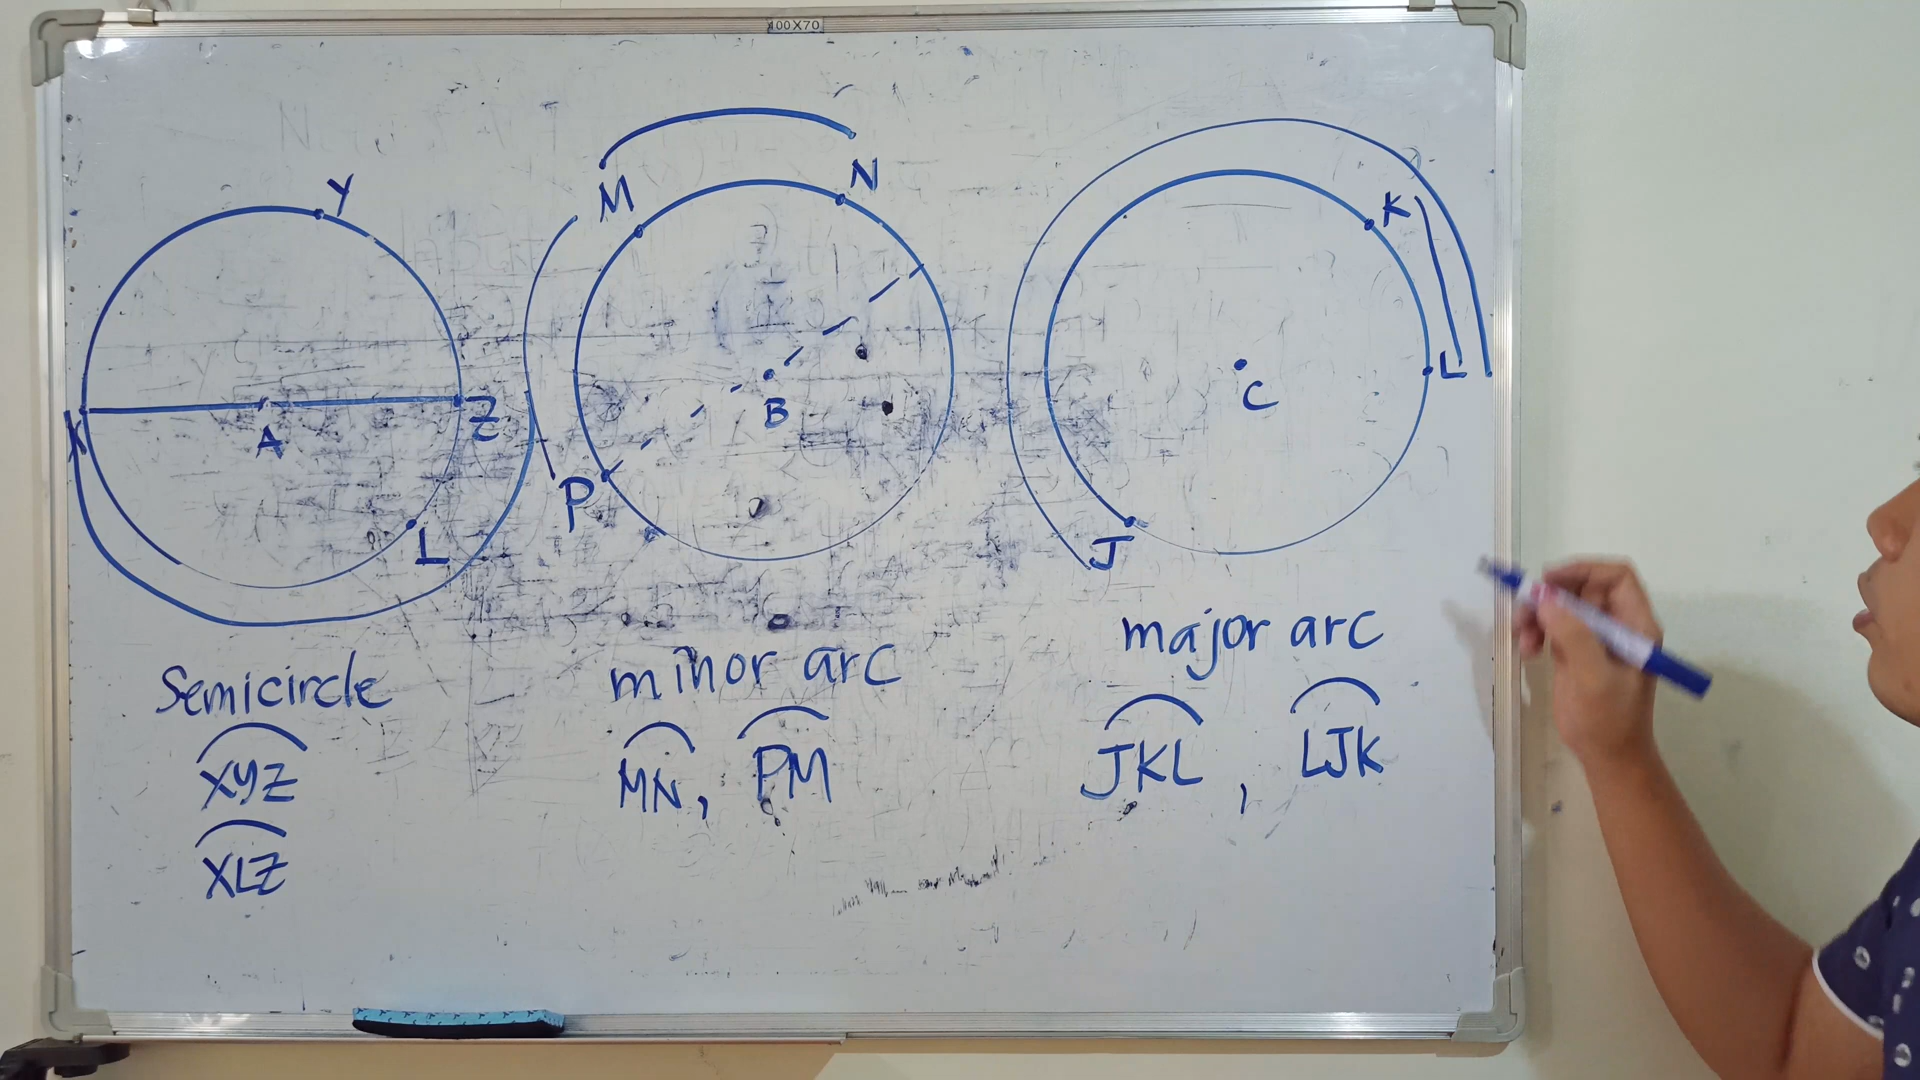 100X70
Y
X
A
Z
L
Semicircle
XYZ
XLZ
M
N
B
P
minor arc
MN, PM
K
L
C
J
major arc
JKL , LJK